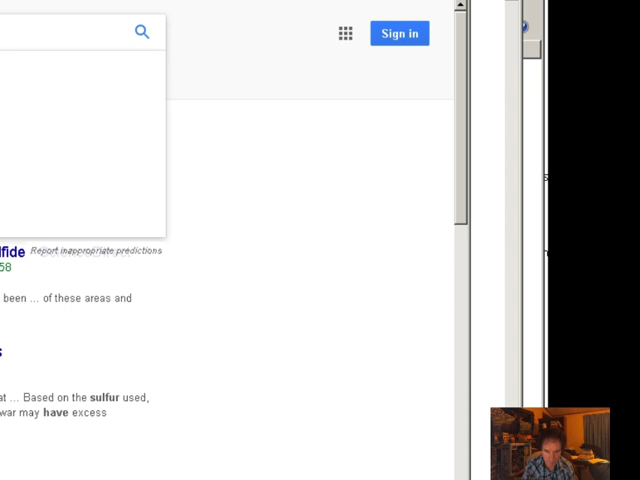 Sign in
lfide Report inappropriate predictions
58
been ... of these areas and
s
at ... Based on the sulfur used,
war may have excess